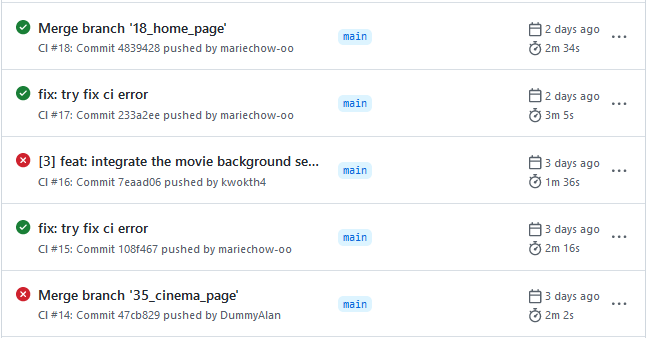 Merge branch '18_home_page'
CI #18: Commit 4839428 pushed by mariechow-oo
main
2 days ago
2m 34s
fix: try fix ci error
CI #17: Commit 233a2ee pushed by mariechow-oo
main
2 days ago
3m 5s
[3] feat: integrate the movie background se...
CI #16: Commit 7eaad06 pushed by kwokth4
main
3 days ago
1m 36s
fix: try fix ci error
CI #15: Commit 108f467 pushed by mariechow-oo
main
3 days ago
2m 16s
Merge branch '35_cinema_page'
CI #14: Commit 47cb829 pushed by DummyAlan
main
3 days ago
2m 2s